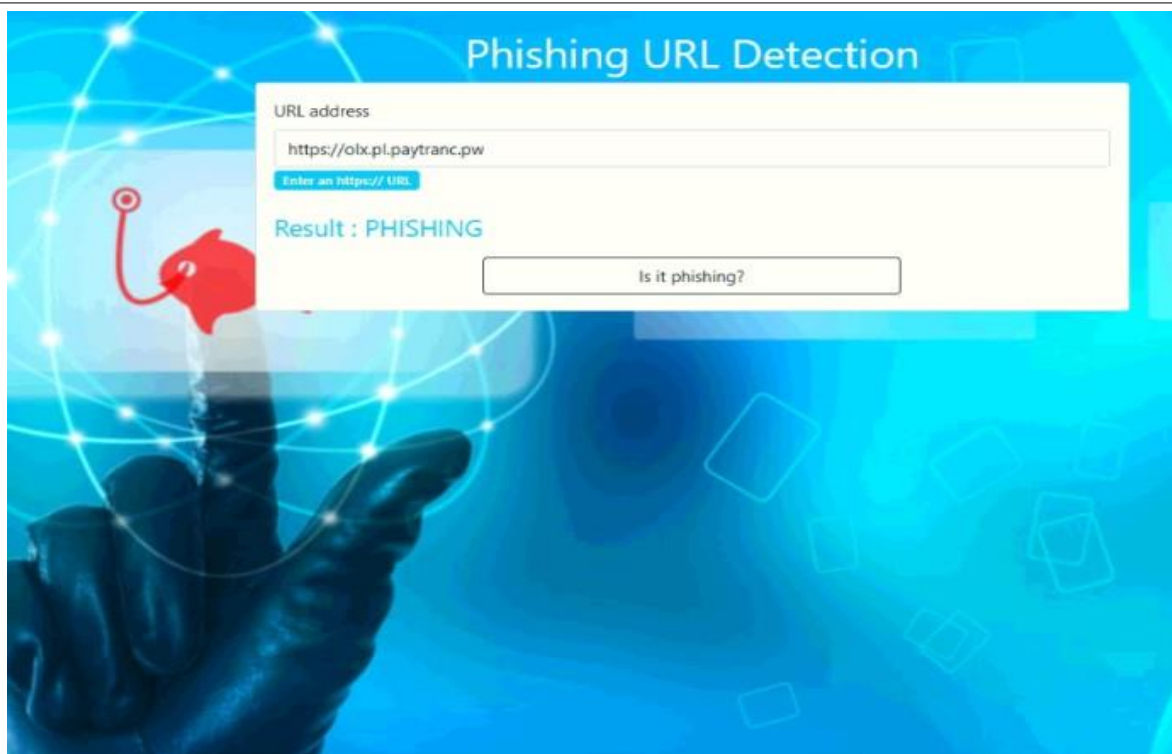 Phishing URL Detection
URL address
https://olx.pl.paytranc.pw
Enter an https:// URL
Result : PHISHING
Is it phishing?